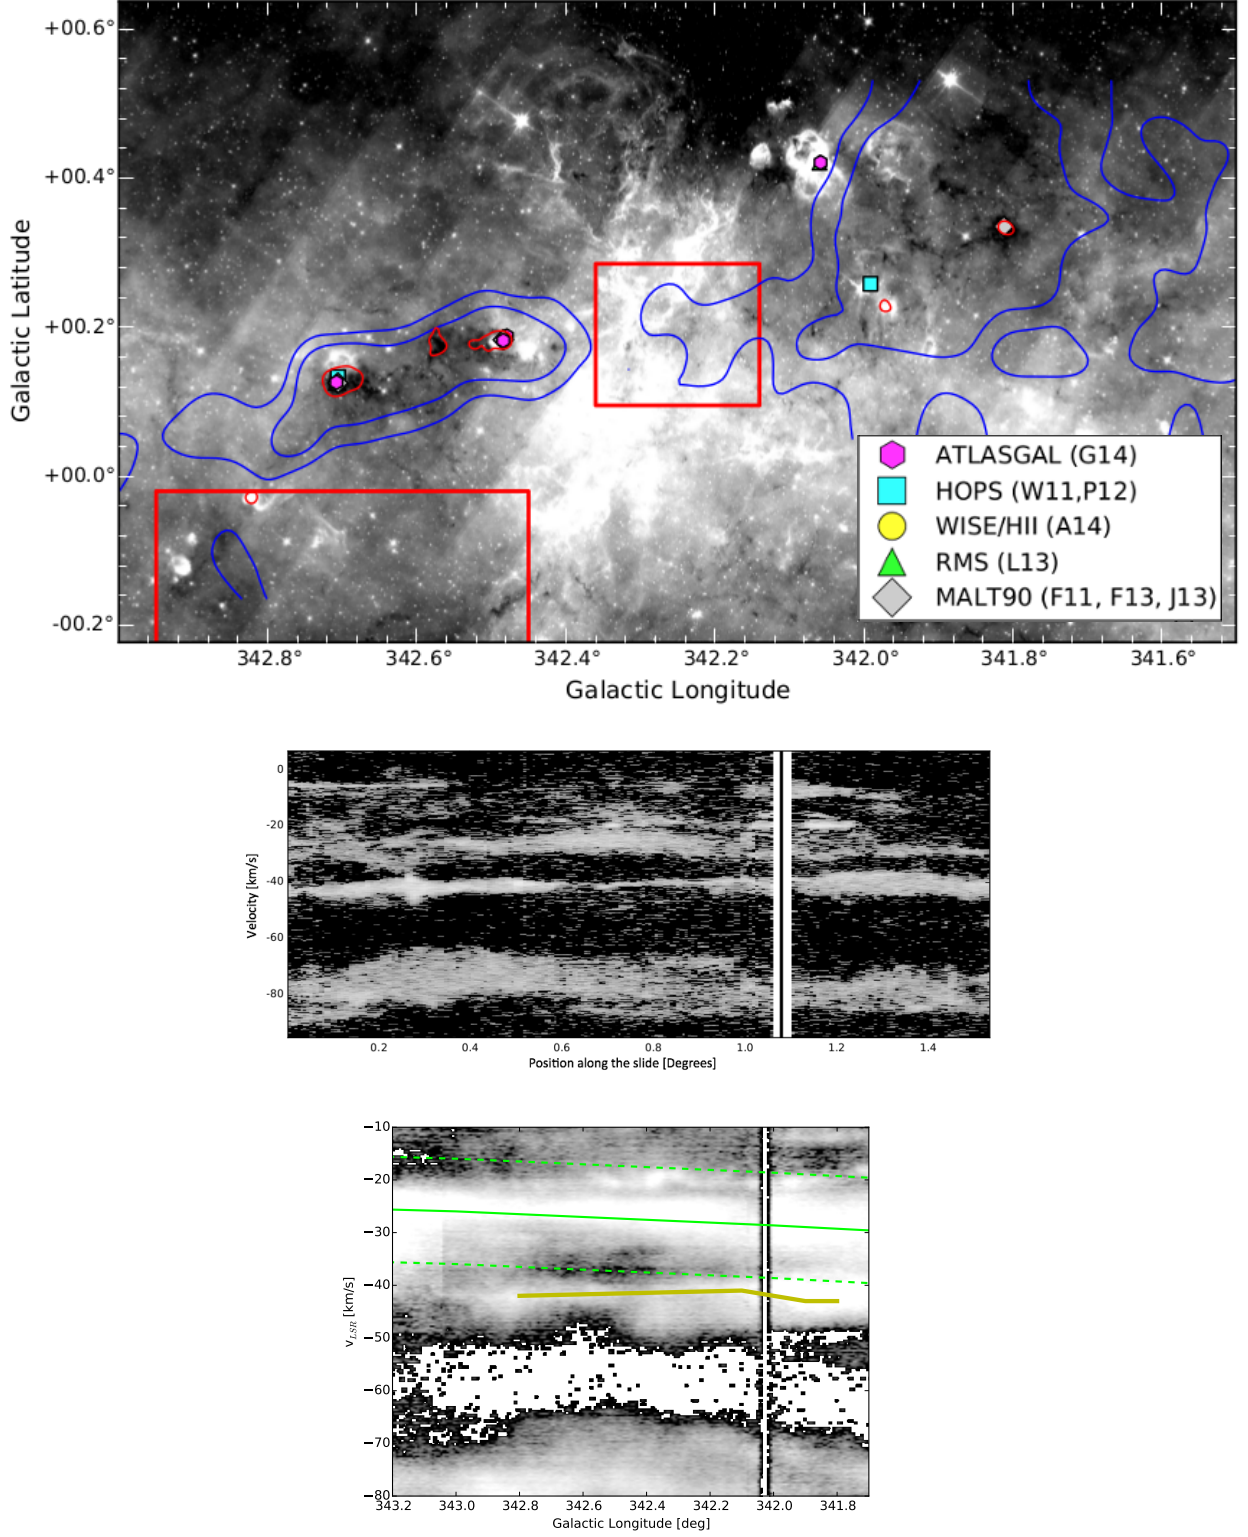 +00.6°
+00.4°
+00.2°
+00.0°
-00.2°
Galactic Latitude
ATLASGAL (G14)
HOPS (W11,P12)
WISE/HII (A14)
RMS (L13)
MALT90 (F11, F13, J13)
342.8° 342.6° 342.4° 342.2° 342.0° 341.8° 341.6°
Galactic Longitude
0
-20
-40
-60
-80
Velocity [km/s]
0.2 0.4 0.6 0.8 1.0 1.2 1.4
Position along the slide [Degrees]
−10
−20
−30
−40
−50
−60
−70
−80
v_LSR [km/s]
343.2 343.0 342.8 342.6 342.4 342.2 342.0 341.8
Galactic Longitude [deg]